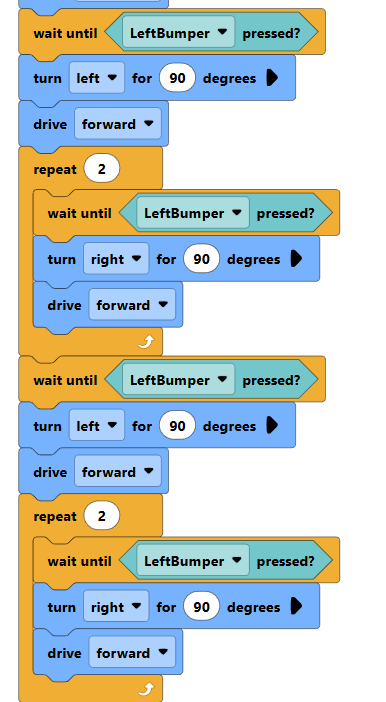 wait until LeftBumper pressed?
turn left for 90 degrees
drive forward
repeat 2
wait until LeftBumper pressed?
turn right for 90 degrees
drive forward
wait until LeftBumper pressed?
turn left for 90 degrees
drive forward
repeat 2
wait until LeftBumper pressed?
turn right for 90 degrees
drive forward